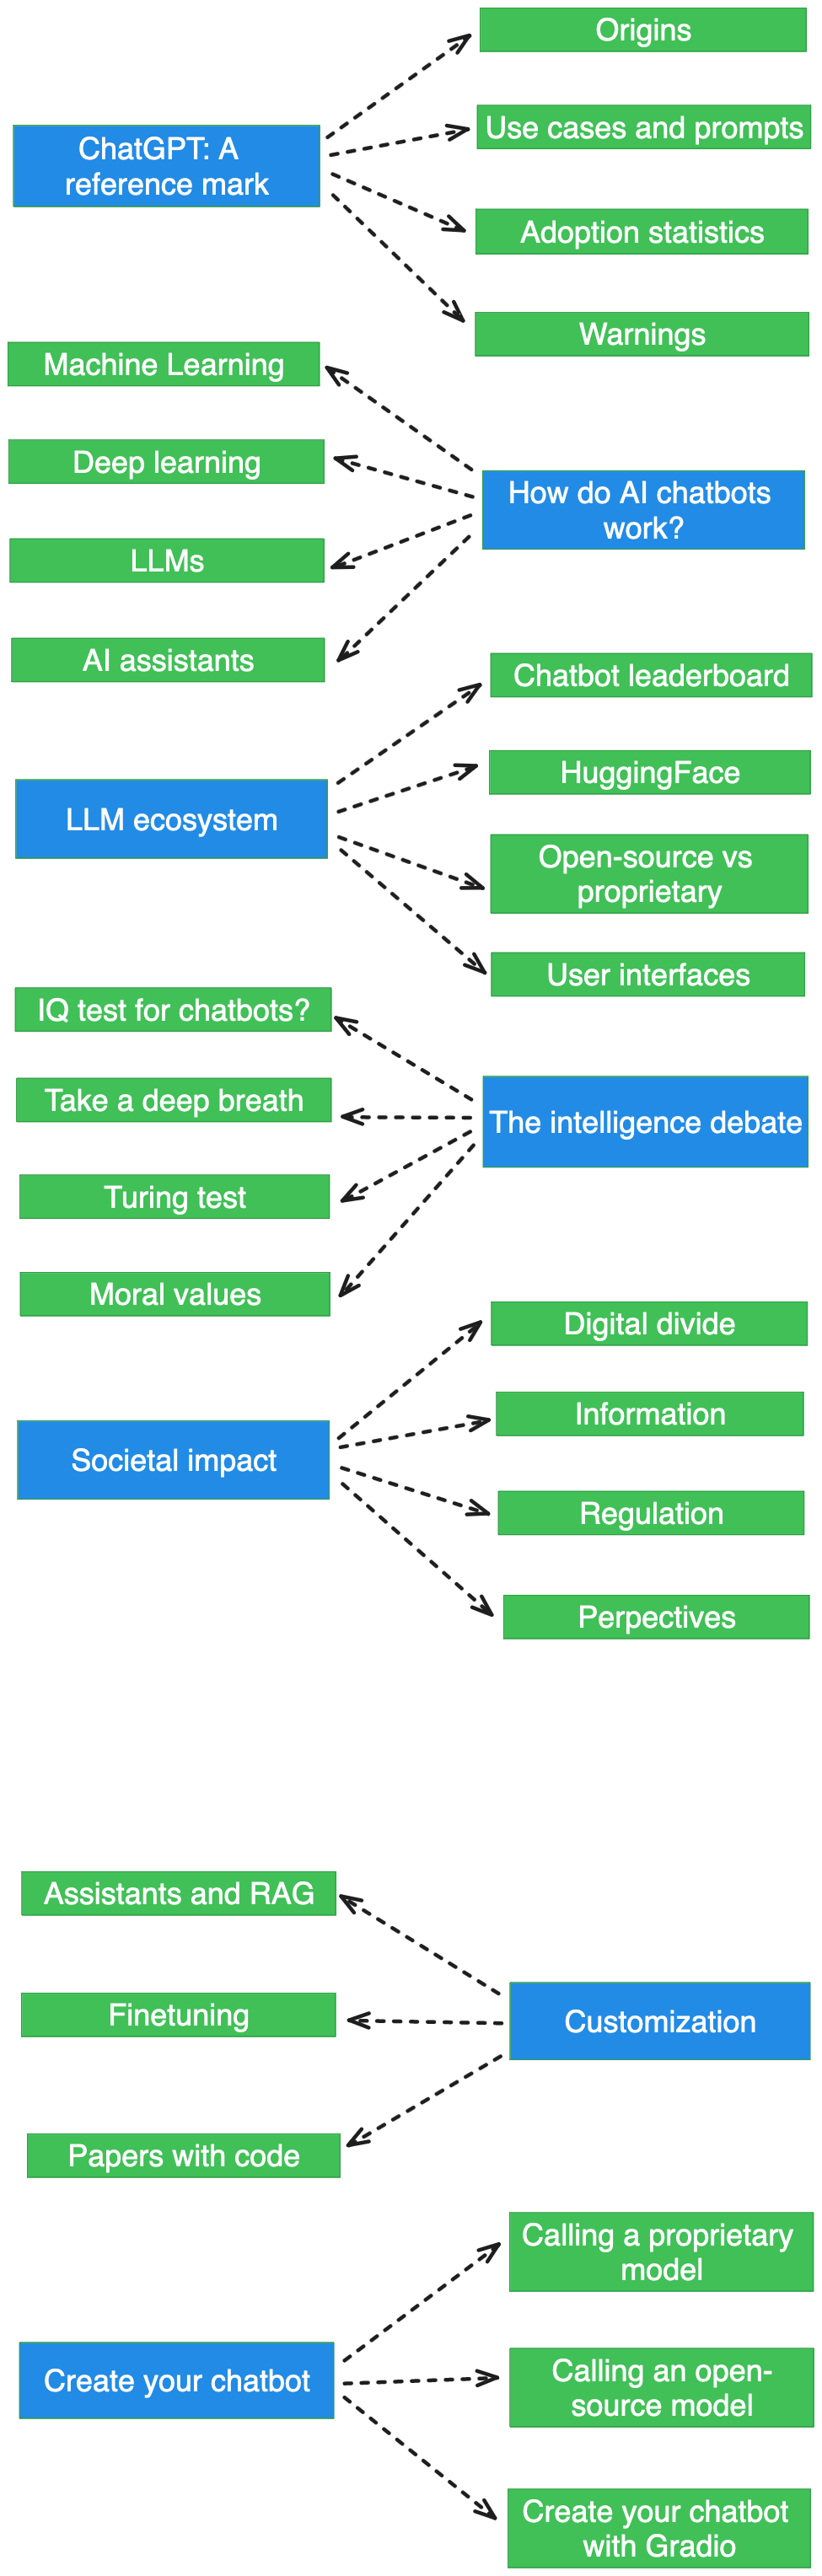 Origins
ChatGPT: A
reference mark
Use cases and prompts
Adoption statistics
Warnings
Machine Learning
Deep learning
How do AI chatbots
work?
LLMs
AI assistants
Chatbot leaderboard
HuggingFace
LLM ecosystem
Open-source vs
proprietary
User interfaces
IQ test for chatbots?
Take a deep breath
The intelligence debate
Turing test
Moral values
Digital divide
Information
Societal impact
Regulation
Perpectives
Assistants and RAG
Finetuning
Customization
Papers with code
Calling a proprietary
model
Create your chatbot
Calling an open-
source model
Create your chatbot
with Gradio